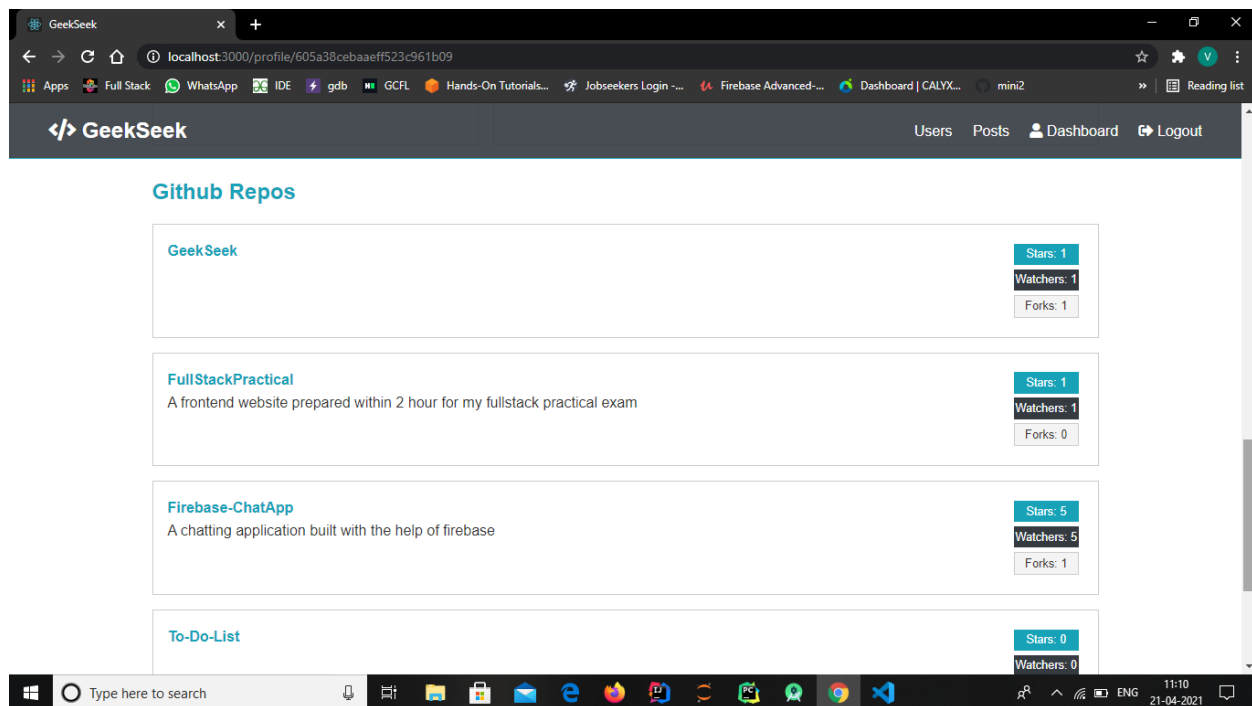 GeekSeek
localhost:3000/profile/605a38cebaaeff523c961b09
Apps Full Stack WhatsApp IDE gdb GCFL Hands-On Tutorials... Jobseekers Login -... Firebase Advanced-... Dashboard | CALYX... mini2 » Reading list
</> GeekSeek Users Posts Dashboard Logout
Github Repos
GeekSeek
Stars: 1
Watchers: 1
Forks: 1
FullStackPractical
A frontend website prepared within 2 hour for my fullstack practical exam
Stars: 1
Watchers: 1
Forks: 0
Firebase-ChatApp
A chatting application built with the help of firebase
Stars: 5
Watchers: 5
Forks: 1
To-Do-List
Stars: 0
Watchers: 0
Type here to search
ENG
11:10
21-04-2021